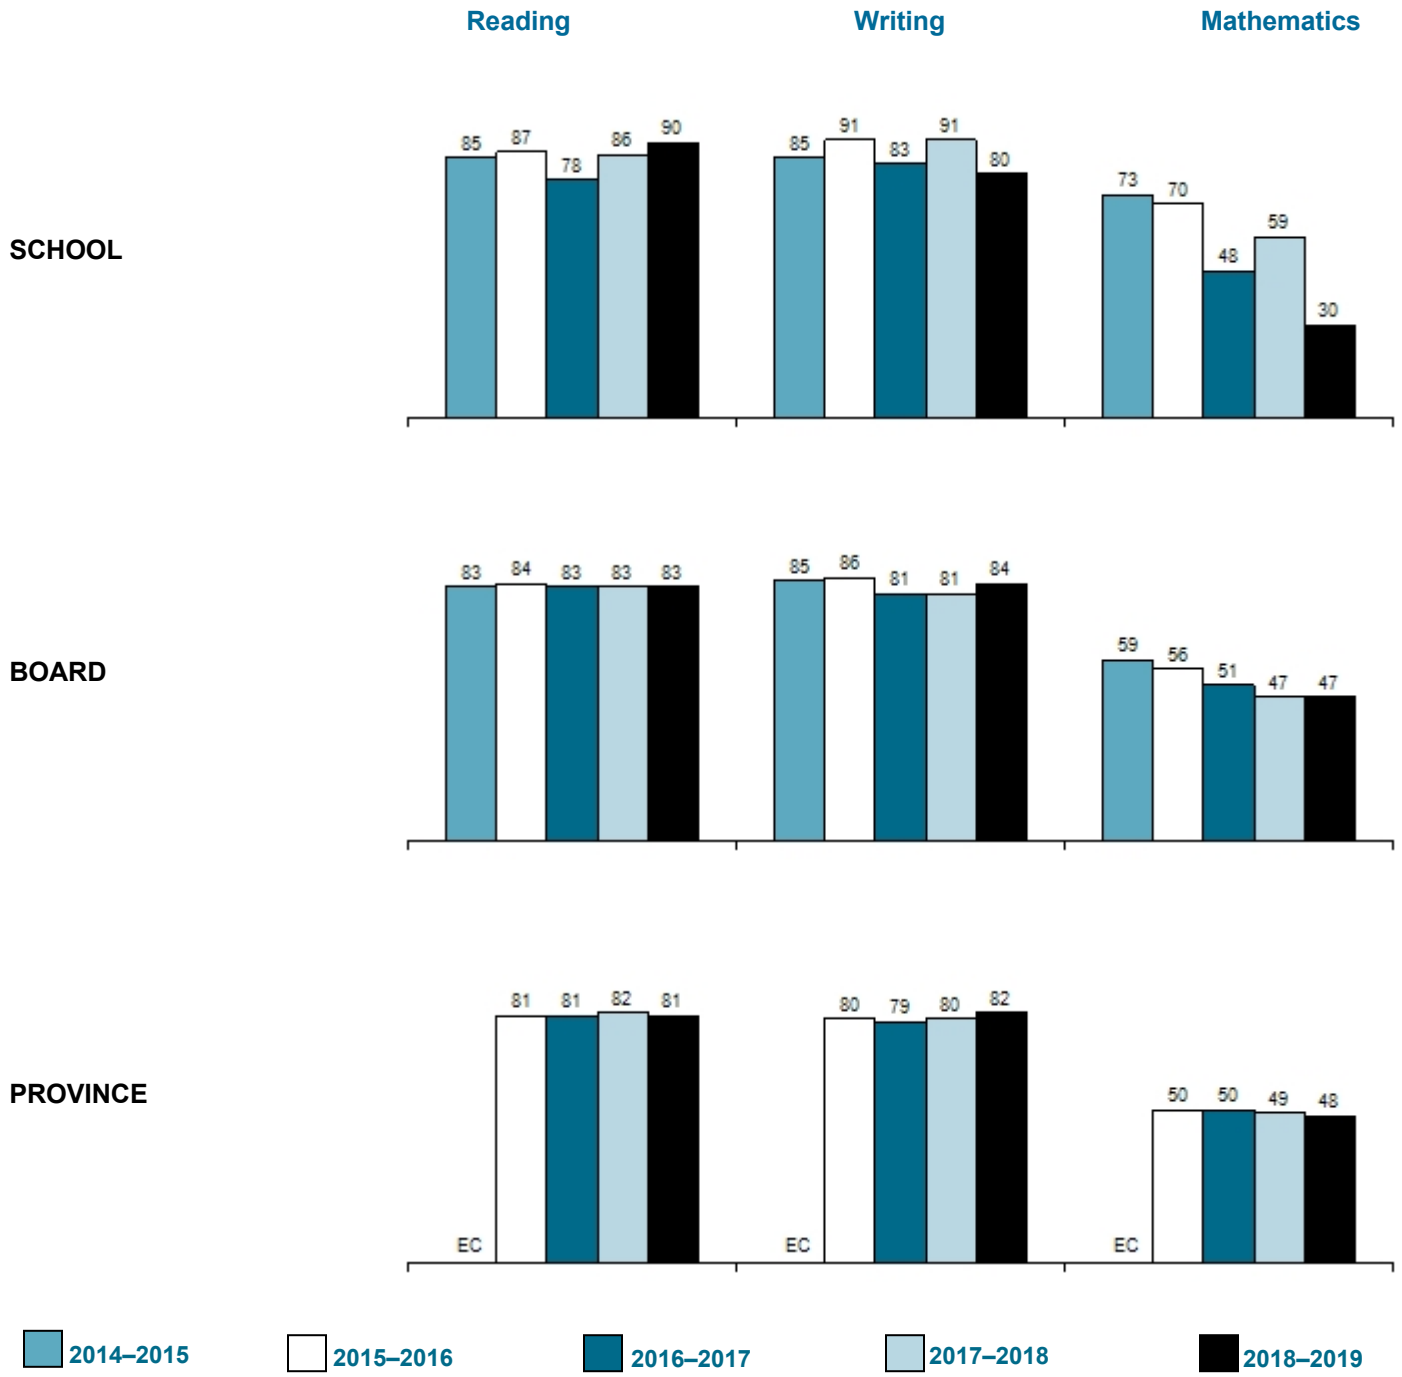 Reading Writing Mathematics
SCHOOL
85 87 78 86 90 85 91 83 91 80 73 70 48 59 30
BOARD
83 84 83 83 83 85 86 81 81 84 59 56 51 47 47
PROVINCE
EC 81 81 82 81 EC 80 79 80 82 EC 50 50 49 48
2014–2015 2015–2016 2016–2017 2017–2018 2018–2019